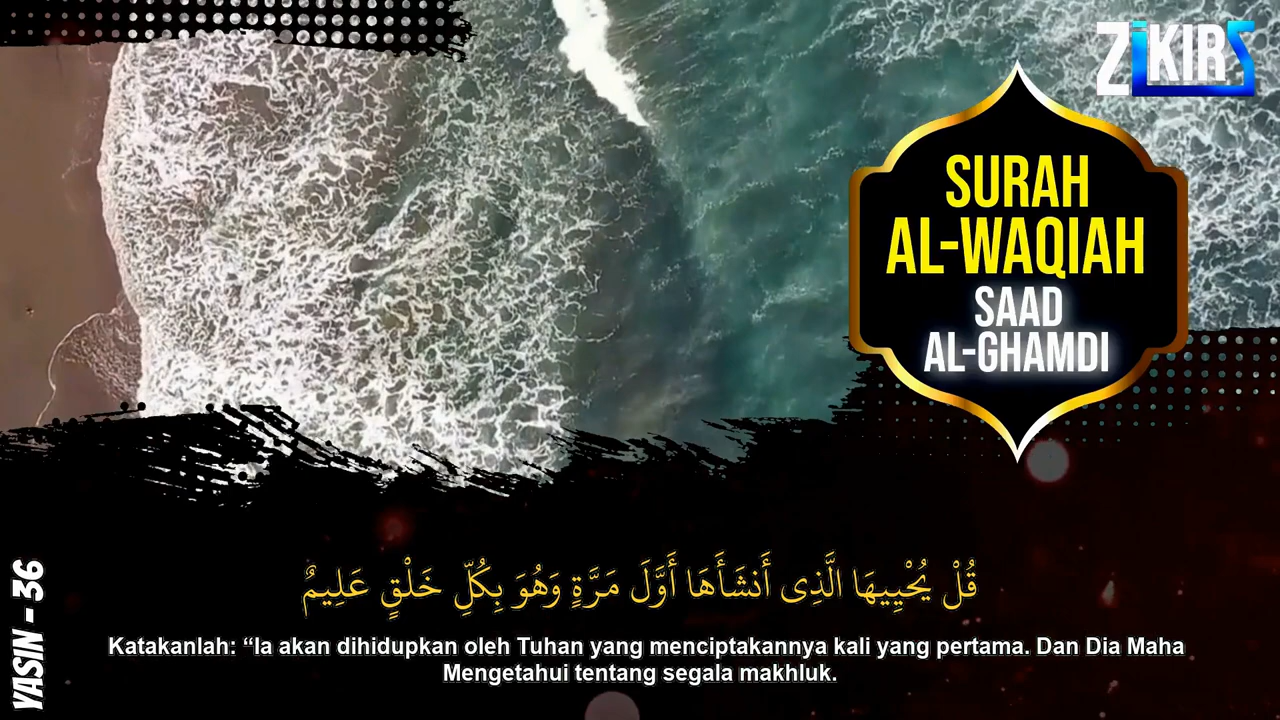 ZIKIRS
SURAH
AL-WAQIAH
SAAD
AL-GHAMDI
قُلْ يُحْيِيهَا الَّذِى أَنشَأَهَا أَوَّلَ مَرَّةٍ وَهُوَ بِكُلِّ خَلْقٍ عَلِيمٌ
Katakanlah: “Ia akan dihidupkan oleh Tuhan yang menciptakannya kali yang pertama. Dan Dia Maha
Mengetahui tentang segala makhluk.
YASIN - 36